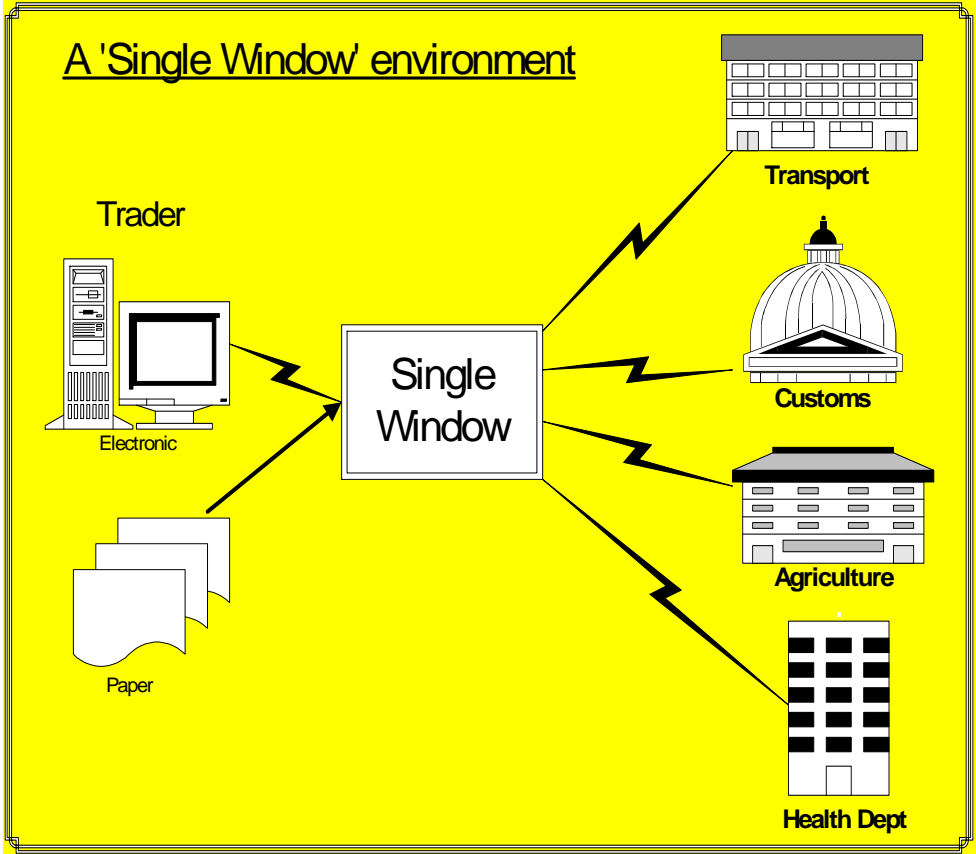 A 'Single Window' environment
Transport
Trader
Customs
Single
Window
Electronic
Agriculture
Paper
Health Dept